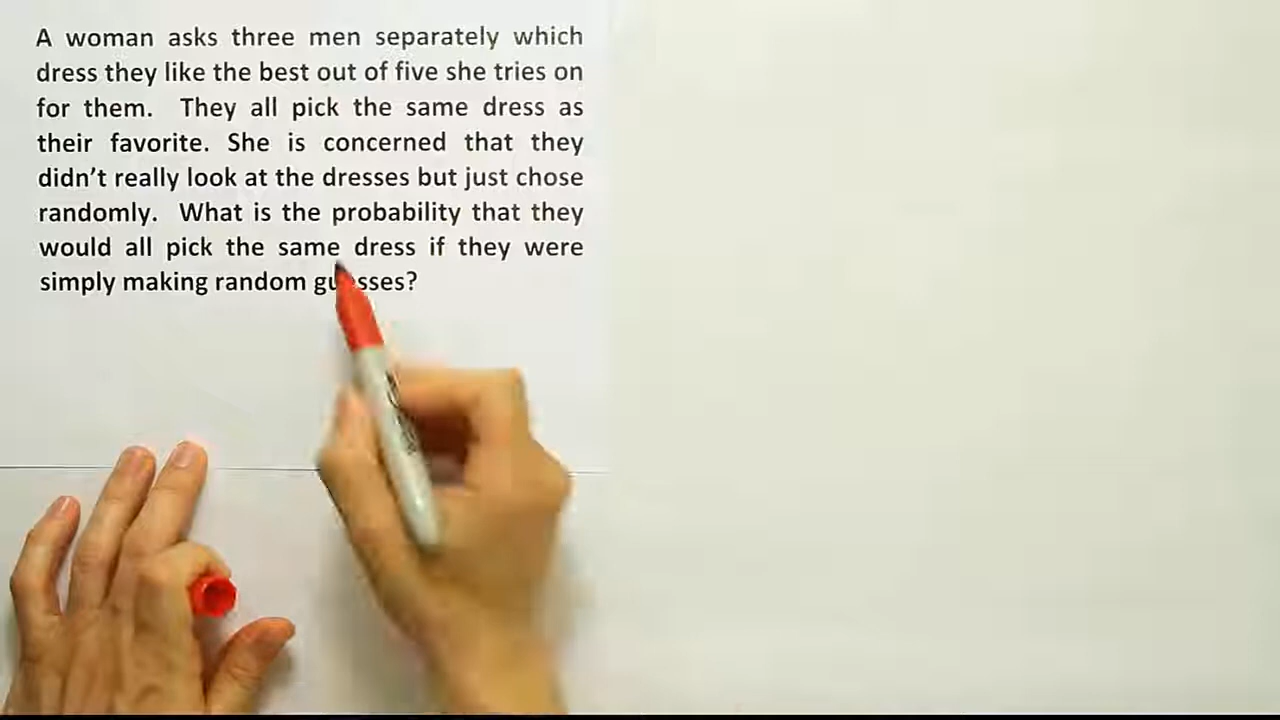 A woman asks three men separately which
dress they like the best out of five she tries on
for them. They all pick the same dress as
their favorite. She is concerned that they
didn't really look at the dresses but just chose
randomly. What is the probability that they
would all pick the same dress if they were
simply making random guesses?